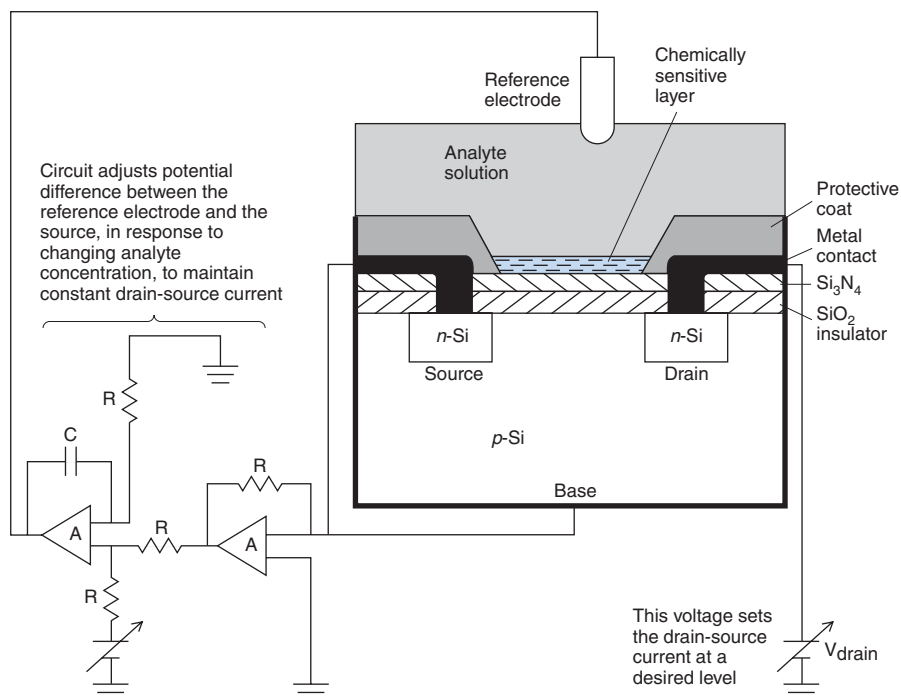 Reference
electrode
Chemically
sensitive
layer
Analyte
solution
Circuit adjusts potential
difference between the
reference electrode and the
source, in response to
changing analyte
concentration, to maintain
constant drain-source current
Protective
coat
Metal
contact
Si₃N₄
SiO₂
insulator
n-Si
n-Si
Source
Drain
p-Si
Base
R
C
A
R
R
A
R
This voltage sets
the drain-source
current at a
desired level
Vdrain